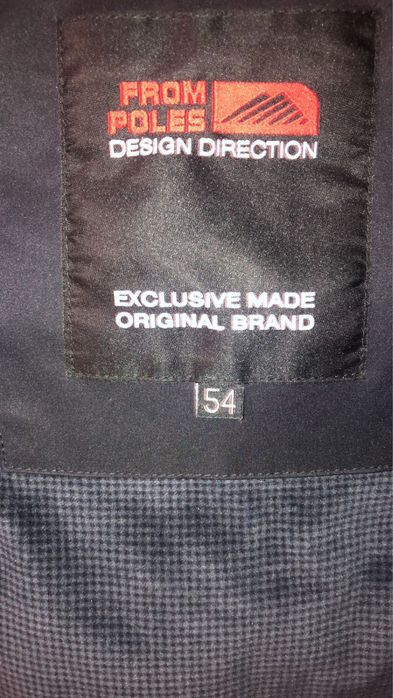 FROM
POLES
DESIGN DIRECTION
EXCLUSIVE MADE
ORIGINAL BRAND
54